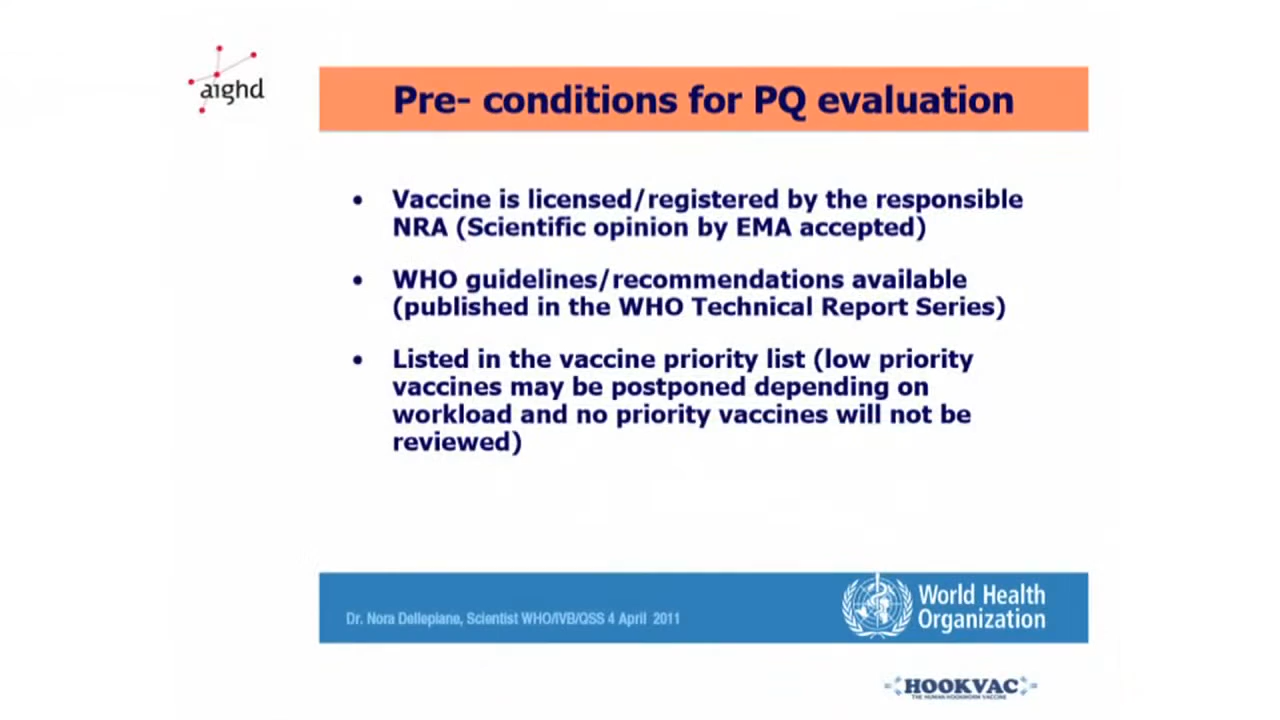 aighd
Pre- conditions for PQ evaluation
• Vaccine is licensed/registered by the responsible
NRA (Scientific opinion by EMA accepted)
• WHO guidelines/recommendations available
(published in the WHO Technical Report Series)
• Listed in the vaccine priority list (low priority
vaccines may be postponed depending on
workload and no priority vaccines will not be
reviewed)
Dr. Nora Dellepiane, Scientist WHO/IVB/QSS 4 April 2011
World Health
Organization
HOOKVAC
THE HUMAN HOOKWORM VACCINE